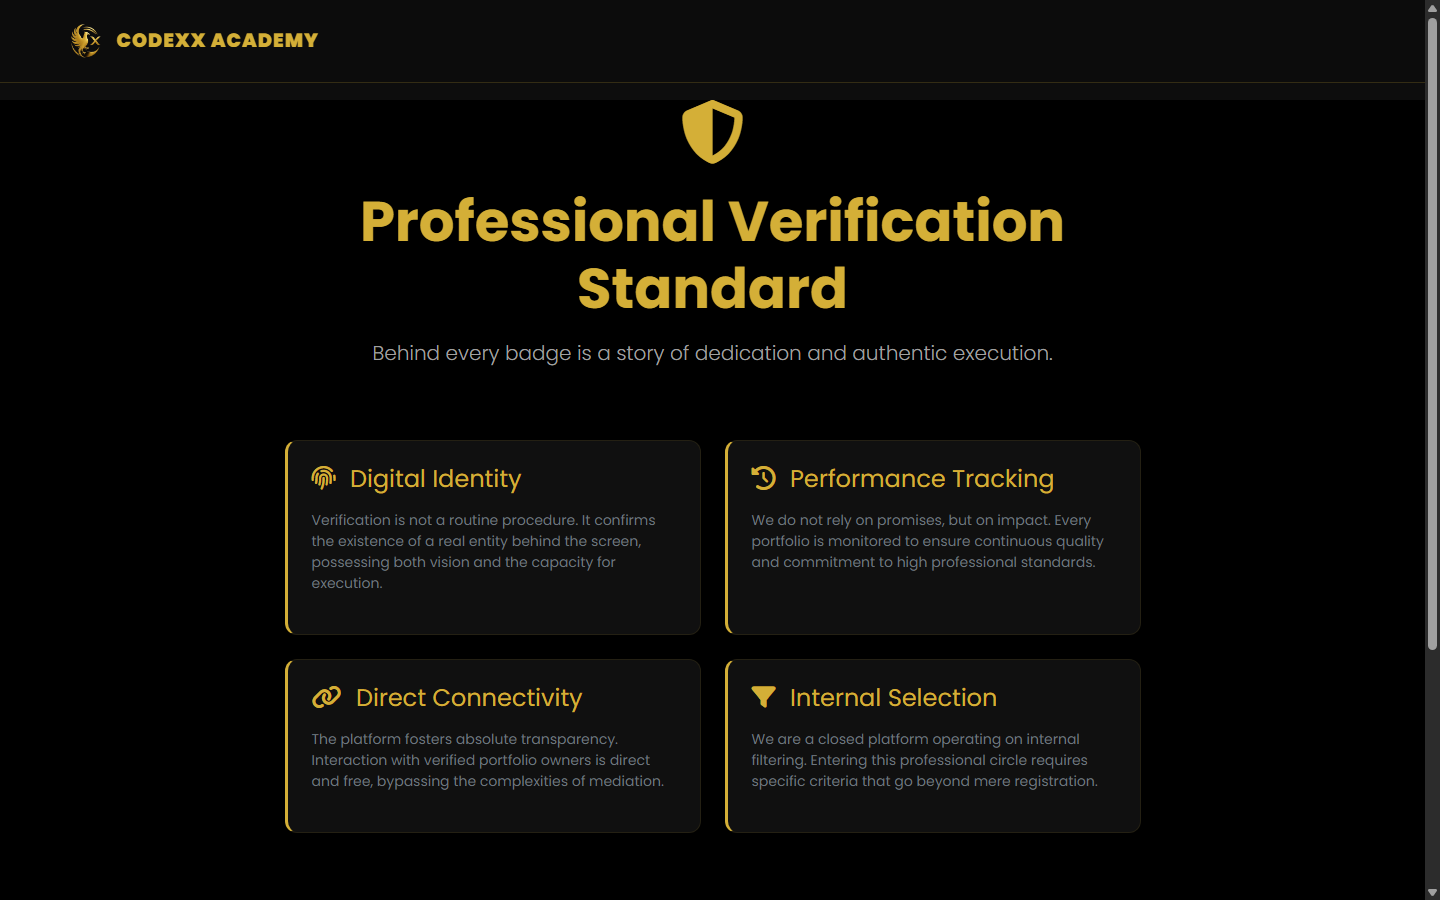 CODEXX ACADEMY
Professional Verification
Standard
Behind every badge is a story of dedication and authentic execution.
Digital Identity
Verification is not a routine procedure. It confirms
the existence of a real entity behind the screen,
possessing both vision and the capacity for
execution.
Performance Tracking
We do not rely on promises, but on impact. Every
portfolio is monitored to ensure continuous quality
and commitment to high professional standards.
Direct Connectivity
The platform fosters absolute transparency.
Interaction with verified portfolio owners is direct
and free, bypassing the complexities of mediation.
Internal Selection
We are a closed platform operating on internal
filtering. Entering this professional circle requires
specific criteria that go beyond mere registration.